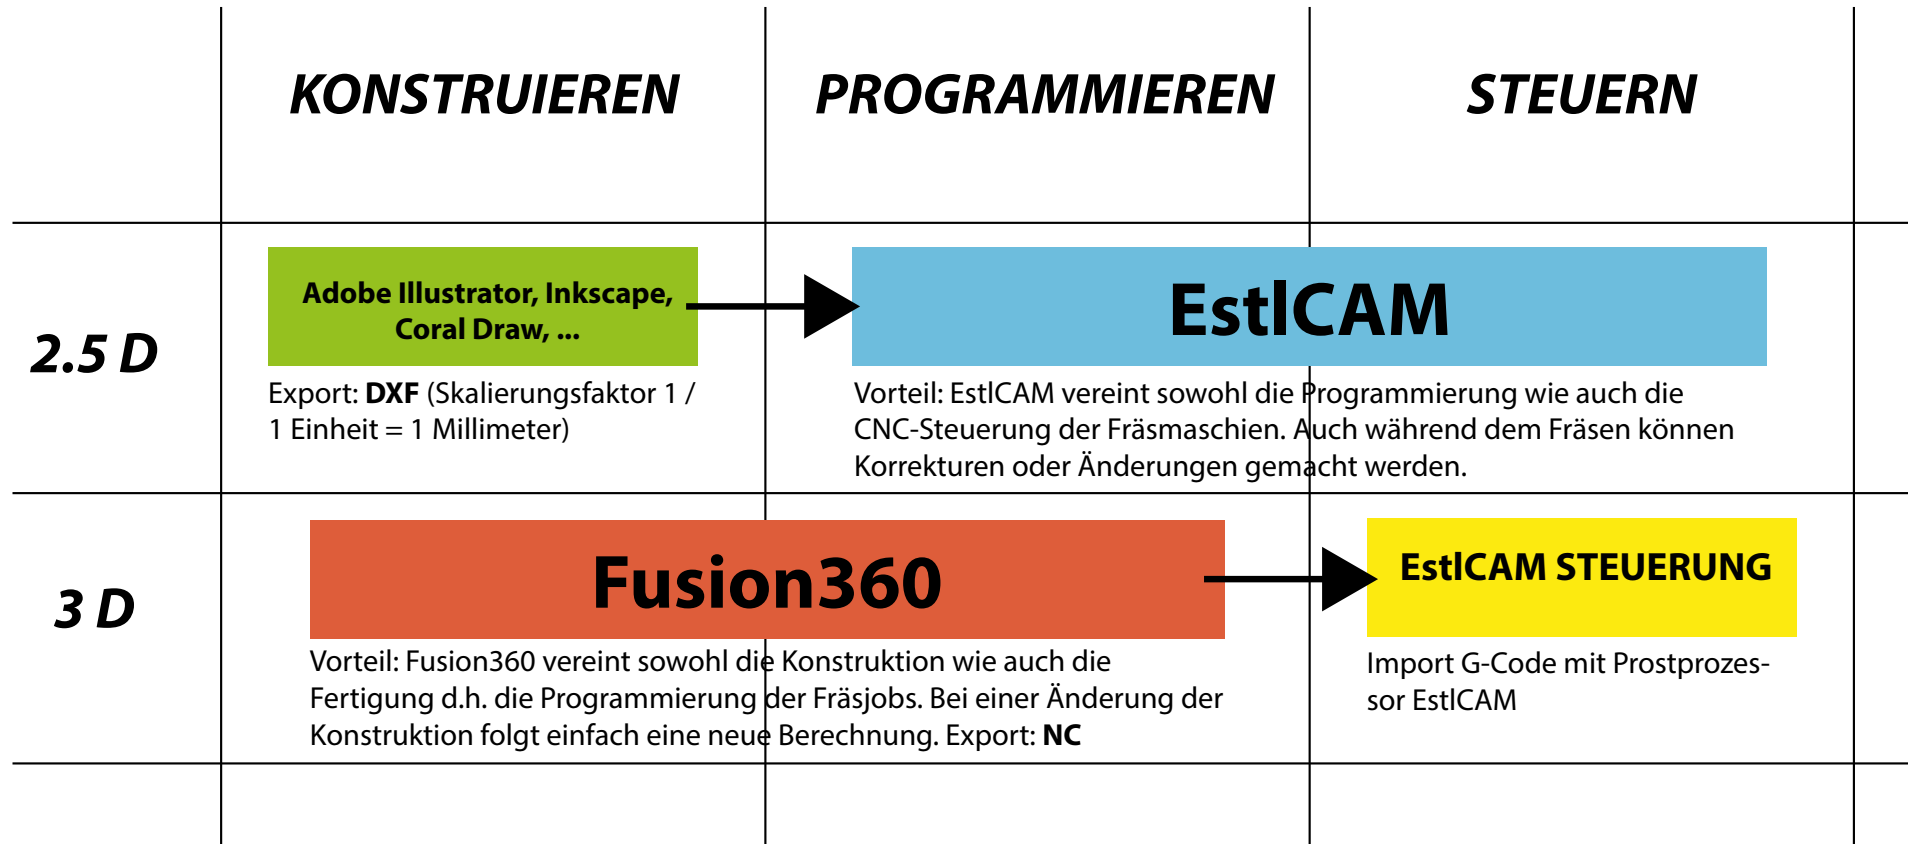 KONSTRUIEREN PROGRAMMIEREN STEUERN
2.5 D
Adobe Illustrator, Inkscape,
Coral Draw, ...
Export: DXF (Skalierungsfaktor 1 /
1 Einheit = 1 Millimeter)
EstlCAM
Vorteil: EstlCAM vereint sowohl die Programmierung wie auch die
CNC-Steuerung der Fräsmaschien. Auch während dem Fräsen können
Korrekturen oder Änderungen gemacht werden.
3 D
Fusion360
Vorteil: Fusion360 vereint sowohl die Konstruktion wie auch die
Fertigung d.h. die Programmierung der Fräsjobs. Bei einer Änderung der
Konstruktion folgt einfach eine neue Berechnung. Export: NC
EstlCAM STEUERUNG
Import G-Code mit Prostprozes-
sor EstlCAM